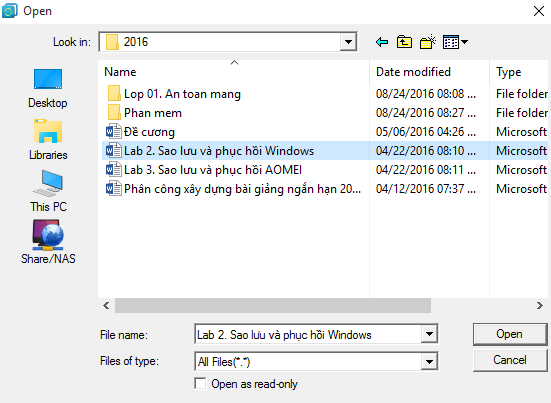 Open
Look in: 2016
Name Date modified Type
Lop 01. An toan mang 08/24/2016 08:08 ... File folder
Phan mem 08/24/2016 08:27 ... File folder
Đề cương 05/06/2016 04:26 ... Microsoft
Lab 2. Sao lưu và phục hồi Windows 04/22/2016 08:10 ... Microsoft
Lab 3. Sao lưu và phục hồi AOMEI 04/22/2016 08:11 ... Microsoft
Phân công xây dựng bài giảng ngắn hạn 20... 04/12/2016 07:37 ... Microsoft
Desktop
Libraries
This PC
Share/NAS
File name: Lab 2. Sao lưu và phục hồi Windows Open
Files of type: All Files(*.*) Cancel
Open as read-only